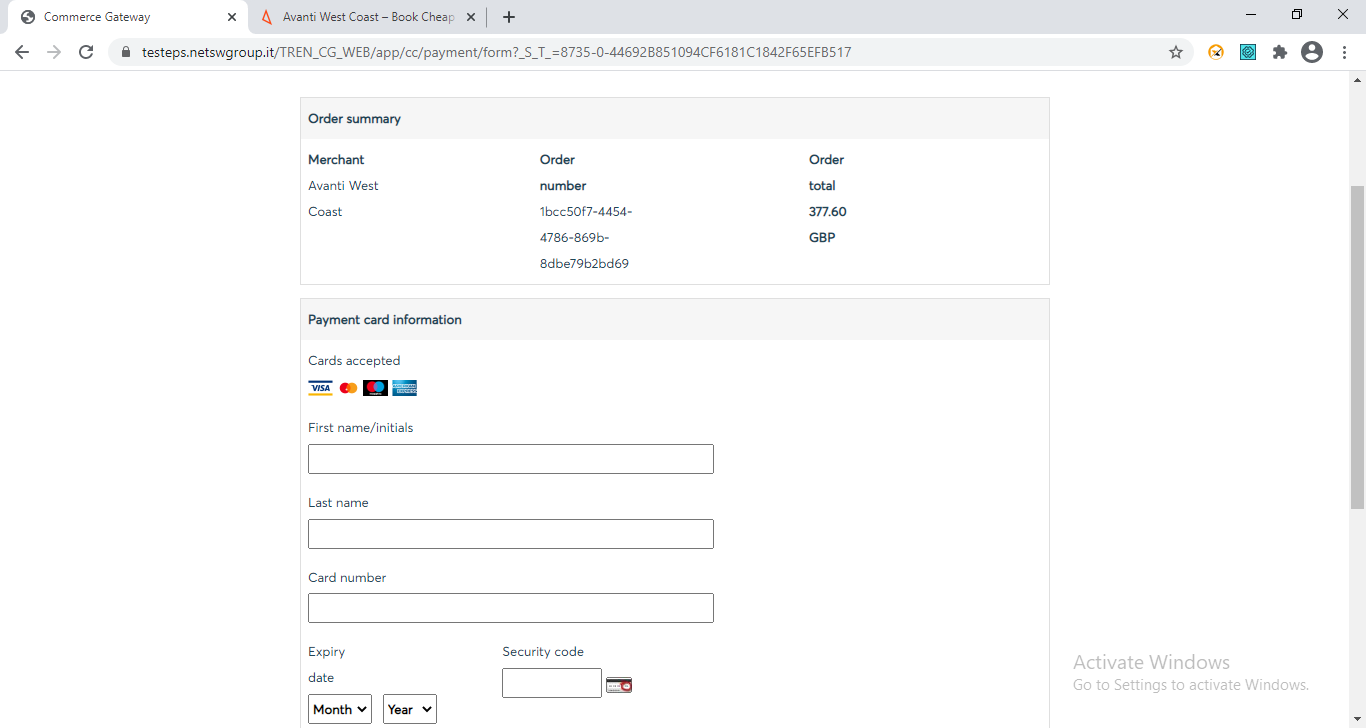 Commerce Gateway
Avanti West Coast – Book Cheap
testeps.netswgroup.it/TREN_CG_WEB/app/cc/payment/form?_S_T_=8735-0-44692B851094CF6181C1842F65EFB517
Order summary
Merchant Order Order
Avanti West number total
Coast 1bcc50f7-4454- 377.60
4786-869b- GBP
8dbe79b2bd69
Payment card information
Cards accepted
VISA
First name/initials
Last name
Card number
Expiry Security code
date
Month Year
Activate Windows
Go to Settings to activate Windows.